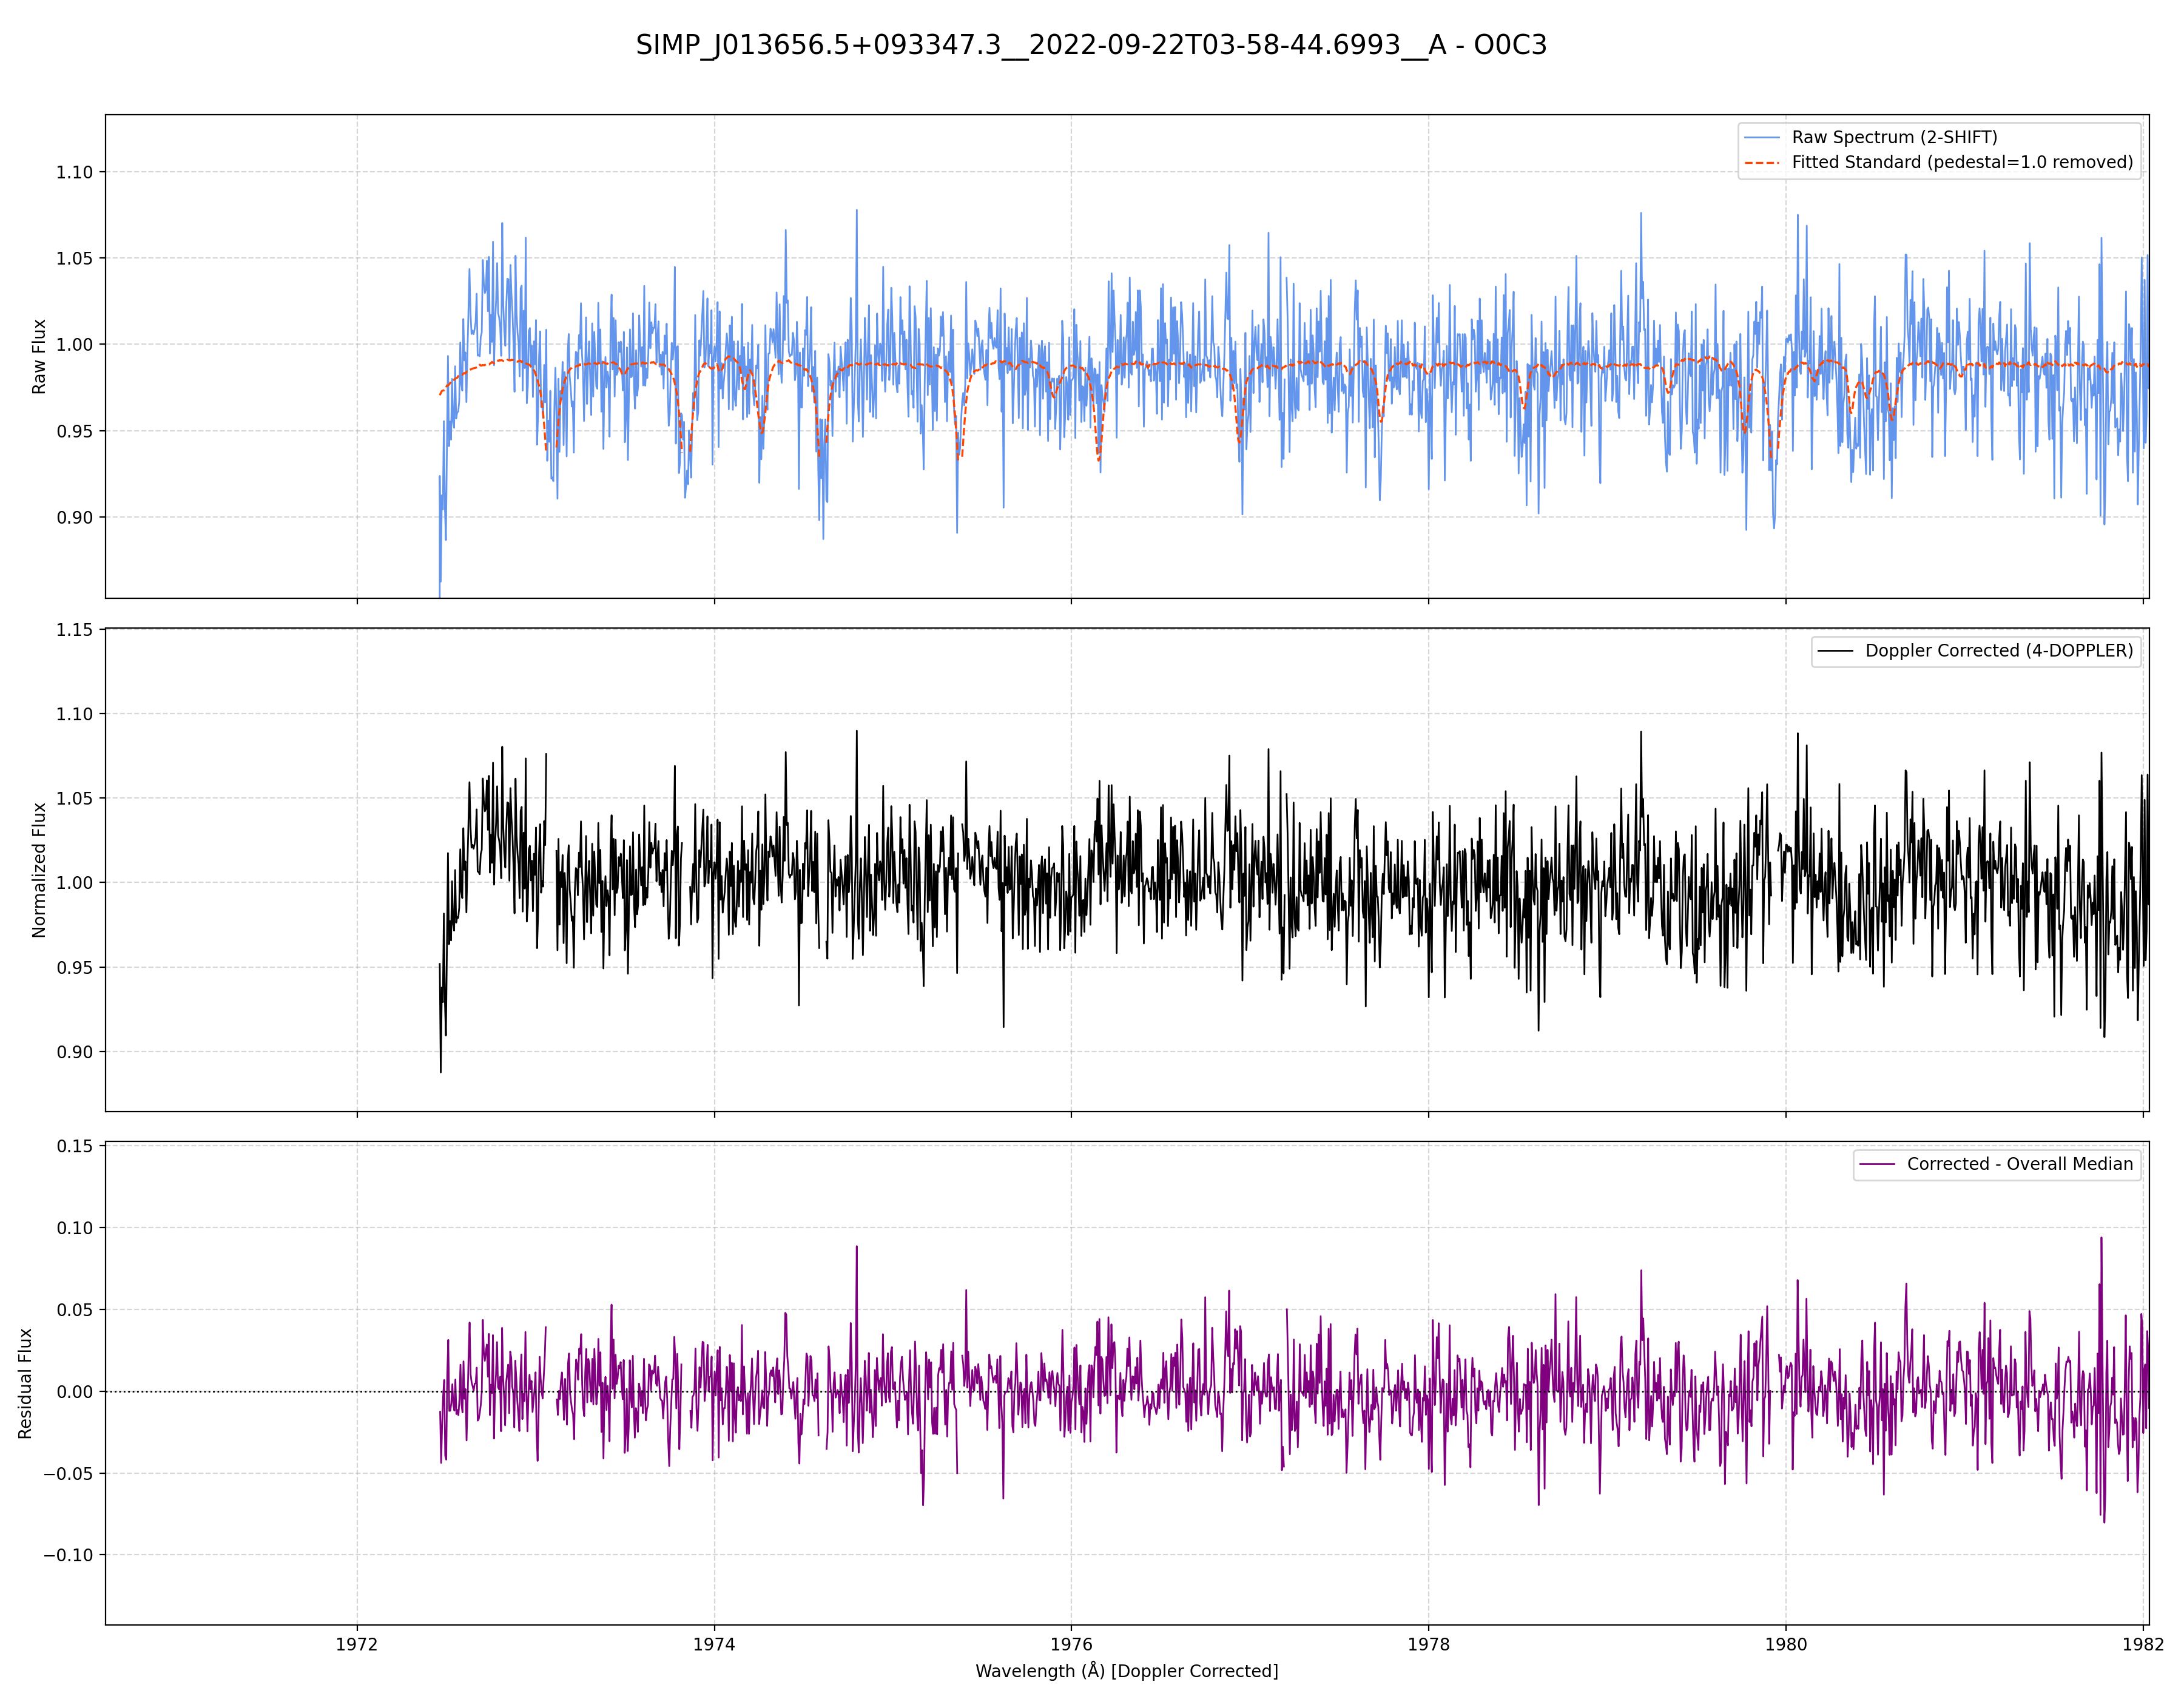 SIMP_J013656.5+093347.3__2022-09-22T03-58-44.6993__A - O0C3
Raw Spectrum (2-SHIFT)
Fitted Standard (pedestal=1.0 removed)
Raw Flux
1.10
1.05
1.00
0.95
0.90
Doppler Corrected (4-DOPPLER)
Normalized Flux
1.15
1.10
1.05
1.00
0.95
0.90
Corrected - Overall Median
Residual Flux
0.15
0.10
0.05
0.00
−0.05
−0.10
1972 1974 1976 1978 1980 1982
Wavelength (Å) [Doppler Corrected]